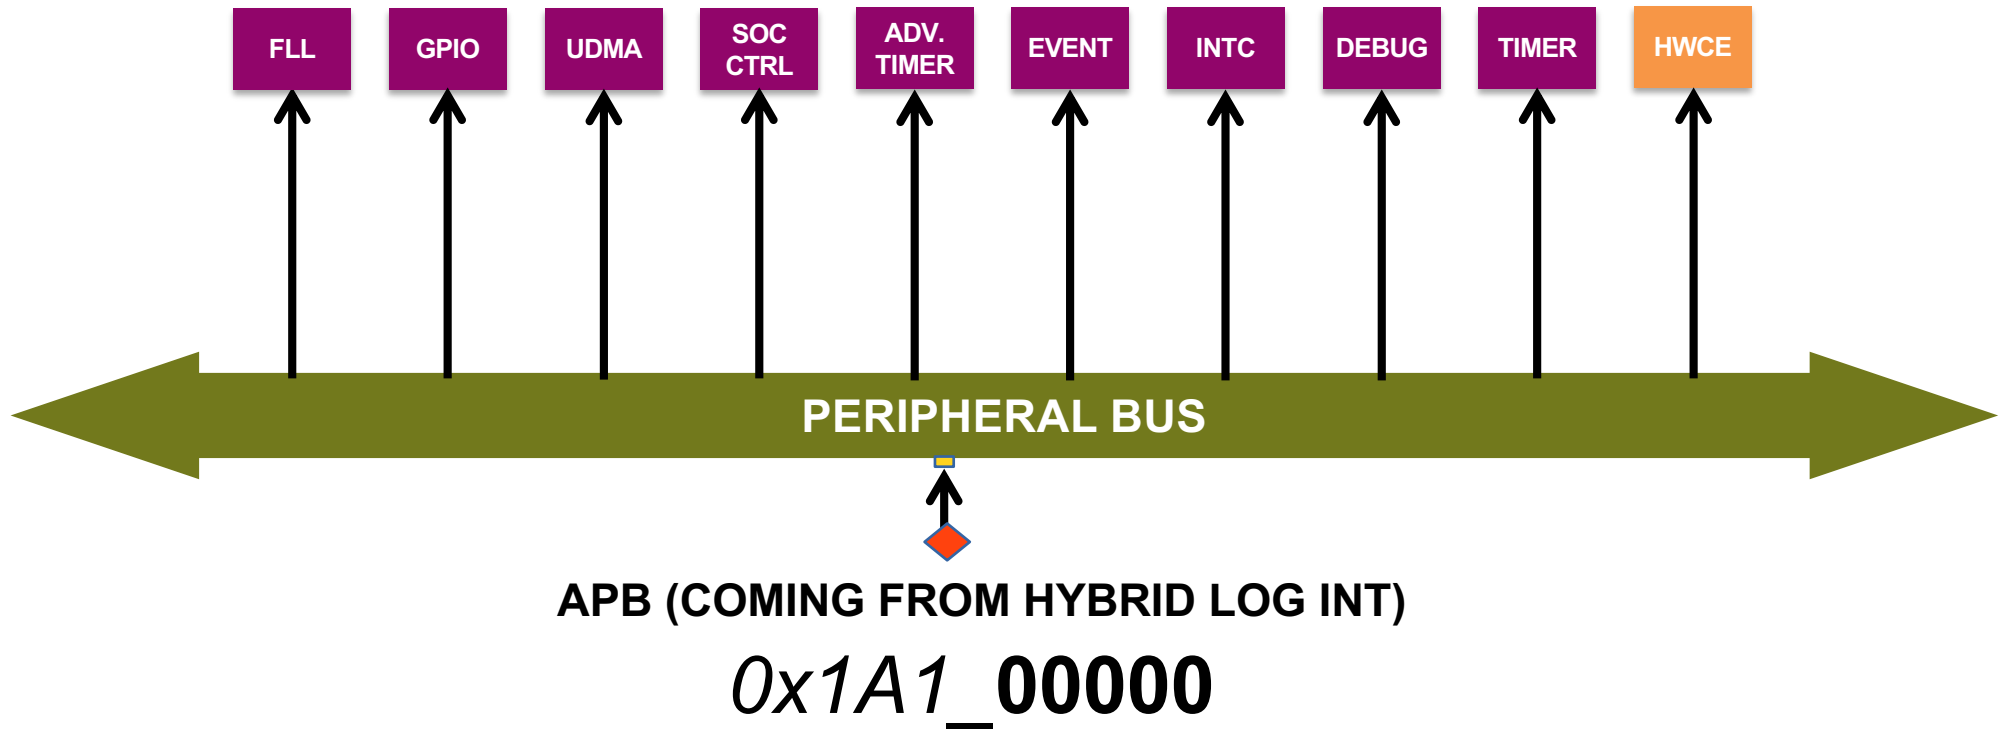 FLL
GPIO
UDMA
SOC
CTRL
ADV.
TIMER
EVENT
INTC
DEBUG
TIMER
HWCE
PERIPHERAL BUS
APB (COMING FROM HYBRID LOG INT)
0x1A1_00000